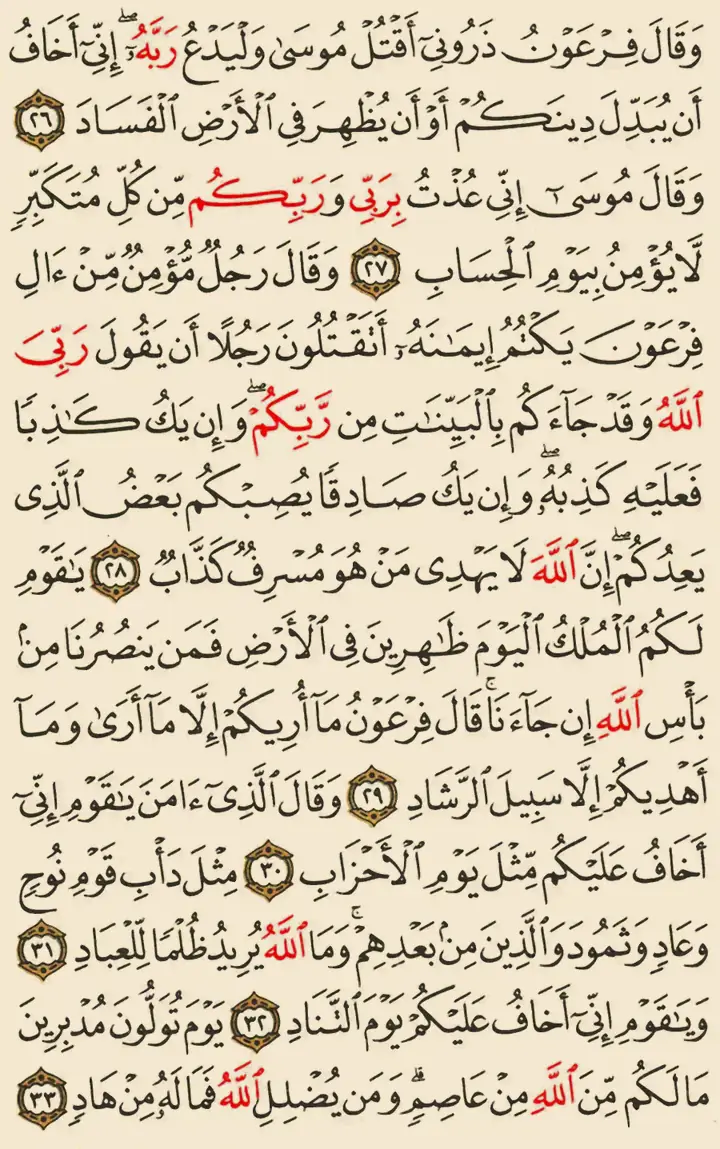 وَقَالَ فِرْعَوْنُ ذَرُونِىٓ أَقْتُلْ مُوسَىٰ وَلْيَدْعُ رَبَّهُۥٓ ۖ إِنِّىٓ أَخَافُ
أَن يُبَدِّلَ دِينَكُمْ أَوْ أَن يُظْهِرَ فِى ٱلْأَرْضِ ٱلْفَسَادَ ٢٦
وَقَالَ مُوسَىٰٓ إِنِّى عُذْتُ بِرَبِّى وَرَبِّكُم مِّن كُلِّ مُتَكَبِّرٍ
لَّا يُؤْمِنُ بِيَوْمِ ٱلْحِسَابِ ٢٧ وَقَالَ رَجُلٌ مُّؤْمِنٌ مِّنْ ءَالِ
فِرْعَوْنَ يَكْتُمُ إِيمَٰنَهُۥٓ أَتَقْتُلُونَ رَجُلًا أَن يَقُولَ رَبِّىَ
ٱللَّهُ وَقَدْ جَآءَكُم بِٱلْبَيِّنَٰتِ مِن رَّبِّكُمْ ۖ وَإِن يَكُ كَٰذِبًا
فَعَلَيْهِ كَذِبُهُۥ ۖ وَإِن يَكُ صَادِقًا يُصِبْكُم بَعْضُ ٱلَّذِى
يَعِدُكُمْ ۖ إِنَّ ٱللَّهَ لَا يَهْدِى مَنْ هُوَ مُسْرِفٌ كَذَّابٌ ٢٨ يَٰقَوْمِ
لَكُمُ ٱلْمُلْكُ ٱلْيَوْمَ ظَٰهِرِينَ فِى ٱلْأَرْضِ فَمَن يَنصُرُنَا مِنۢ
بَأْسِ ٱللَّهِ إِن جَآءَنَا ۚ قَالَ فِرْعَوْنُ مَآ أُرِيكُمْ إِلَّا مَآ أَرَىٰ وَمَآ
أَهْدِيكُمْ إِلَّا سَبِيلَ ٱلرَّشَادِ ٢٩ وَقَالَ ٱلَّذِىٓ ءَامَنَ يَٰقَوْمِ إِنِّىٓ
أَخَافُ عَلَيْكُم مِّثْلَ يَوْمِ ٱلْأَحْزَابِ ٣٠ مِثْلَ دَأْبِ قَوْمِ نُوحٍ
وَعَادٍ وَثَمُودَ وَٱلَّذِينَ مِنۢ بَعْدِهِمْ ۚ وَمَا ٱللَّهُ يُرِيدُ ظُلْمًا لِّلْعِبَادِ ٣١
وَيَٰقَوْمِ إِنِّىٓ أَخَافُ عَلَيْكُمْ يَوْمَ ٱلتَّنَادِ ٣٢ يَوْمَ تُوَلُّونَ مُدْبِرِينَ
مَا لَكُم مِّنَ ٱللَّهِ مِنْ عَاصِمٍ ۗ وَمَن يُضْلِلِ ٱللَّهُ فَمَا لَهُۥ مِنْ هَادٍ ٣٣